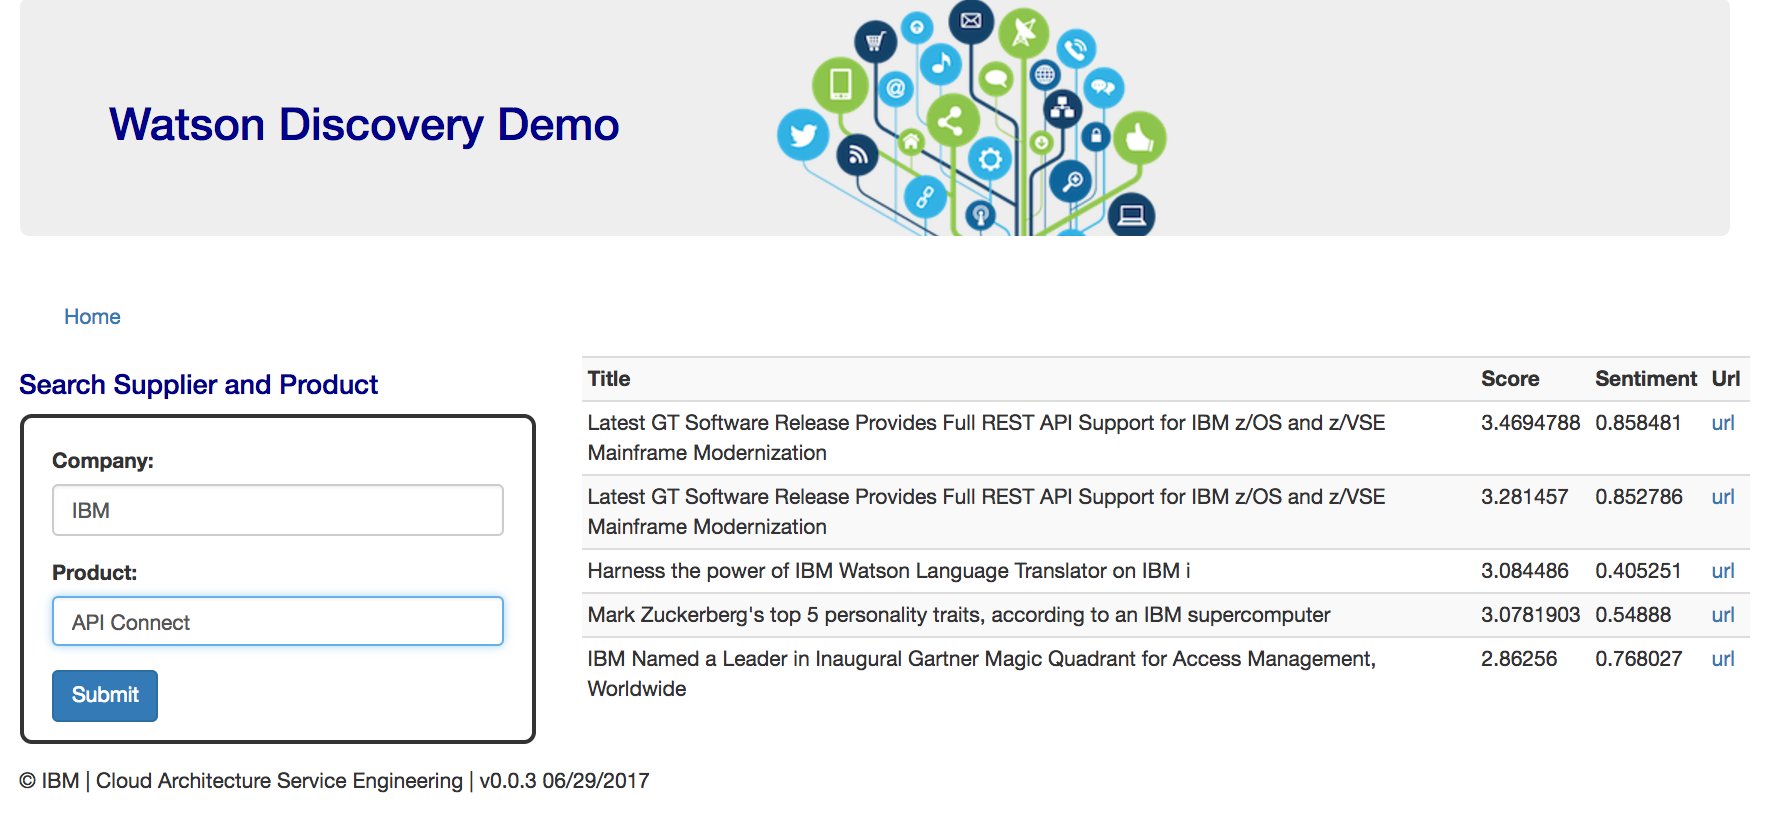 Watson Discovery Demo
@
Home
Search Supplier and Product
Company:
IBM
Product:
API Connect
Submit
Title Score Sentiment Url
Latest GT Software Release Provides Full REST API Support for IBM z/OS and z/VSE 3.4694788 0.858481 url
Mainframe Modernization
Latest GT Software Release Provides Full REST API Support for IBM z/OS and z/VSE 3.281457 0.852786 url
Mainframe Modernization
Harness the power of IBM Watson Language Translator on IBM i 3.084486 0.405251 url
Mark Zuckerberg's top 5 personality traits, according to an IBM supercomputer 3.0781903 0.54888 url
IBM Named a Leader in Inaugural Gartner Magic Quadrant for Access Management, 2.86256 0.768027 url
Worldwide
© IBM | Cloud Architecture Service Engineering | v0.0.3 06/29/2017